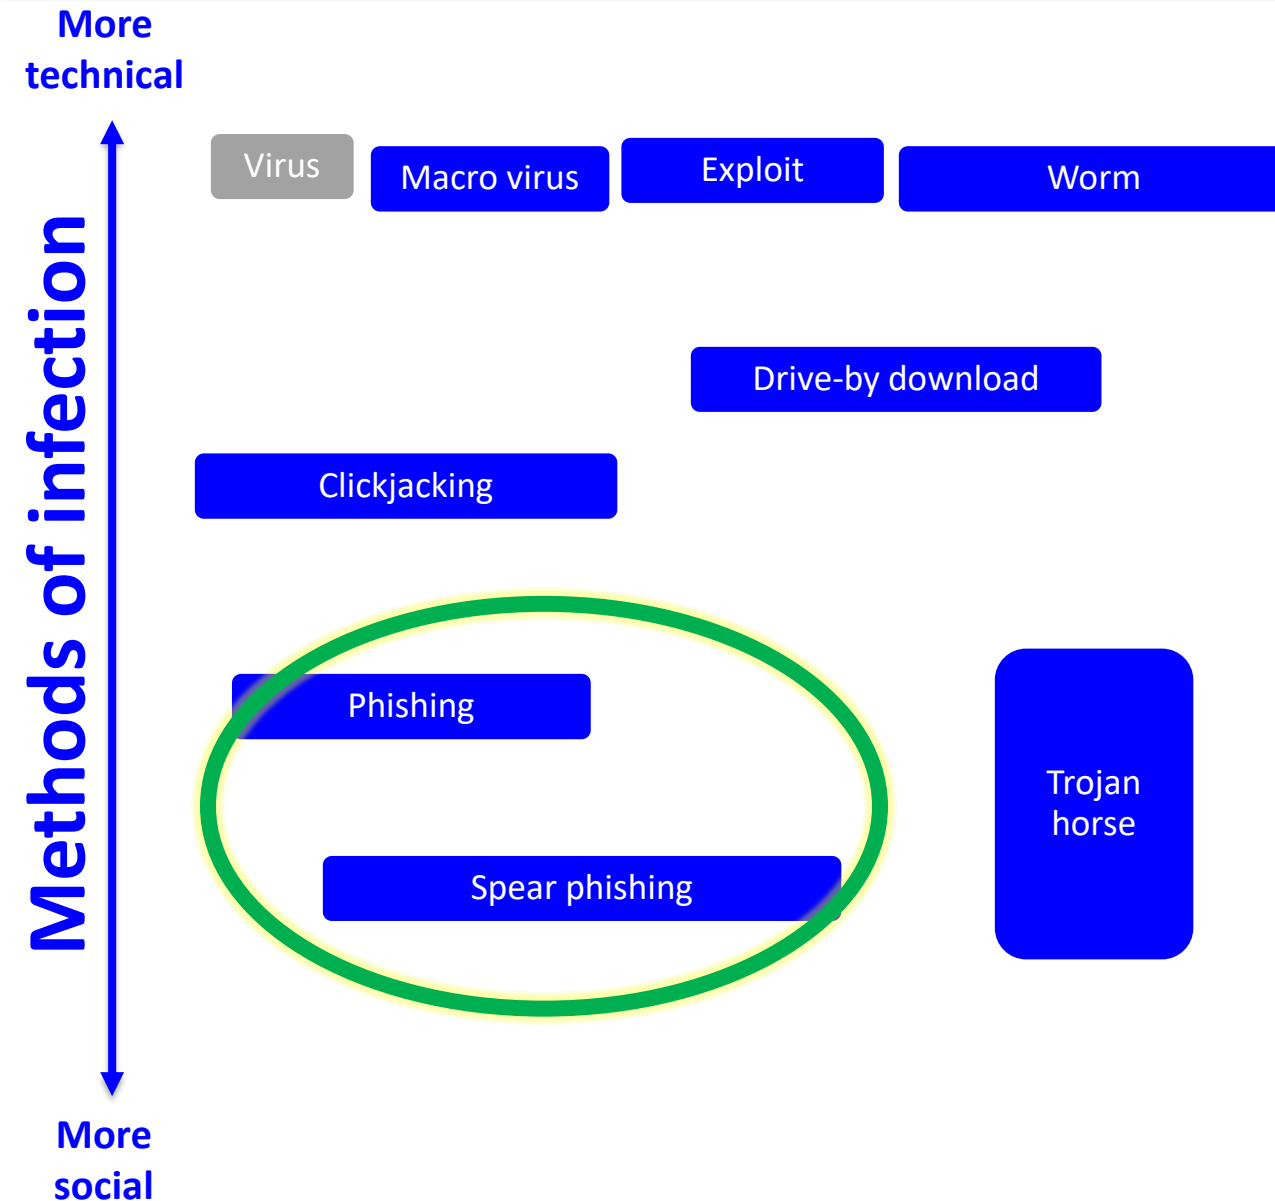 More
technical
Methods of infection
Virus
Macro virus
Exploit
Worm
Drive-by download
Clickjacking
Phishing
Trojan
horse
Spear phishing
More
social